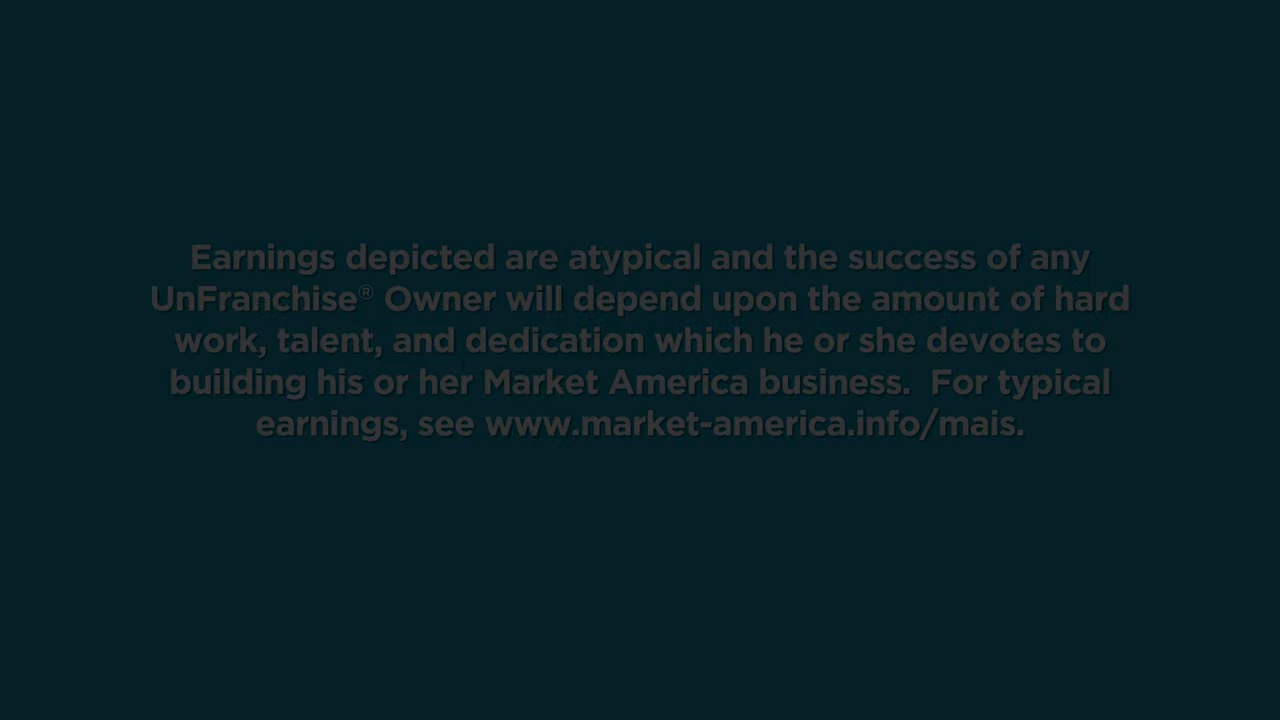 Earnings depicted are atypical and the success of any
UnFranchise® Owner will depend upon the amount of hard
work, talent, and dedication which he or she devotes to
building his or her Market America business.  For typical
earnings, see www.market-america.info/mais.